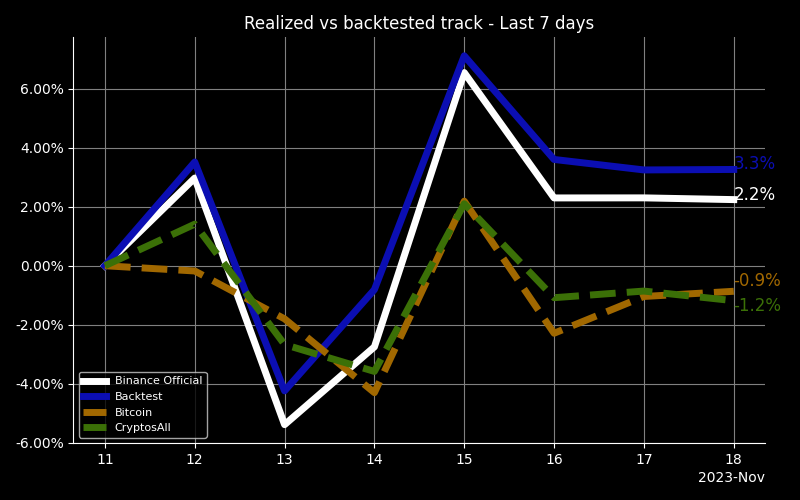 Realized vs backtested track - Last 7 days
6.00%
4.00%
2.00%
0.00%
-2.00%
-4.00%
-6.00%
3.3%
2.2%
-0.9%
-1.2%
Binance Official
Backtest
Bitcoin
CryptosAll
11 12 13 14 15 16 17 18
2023-Nov